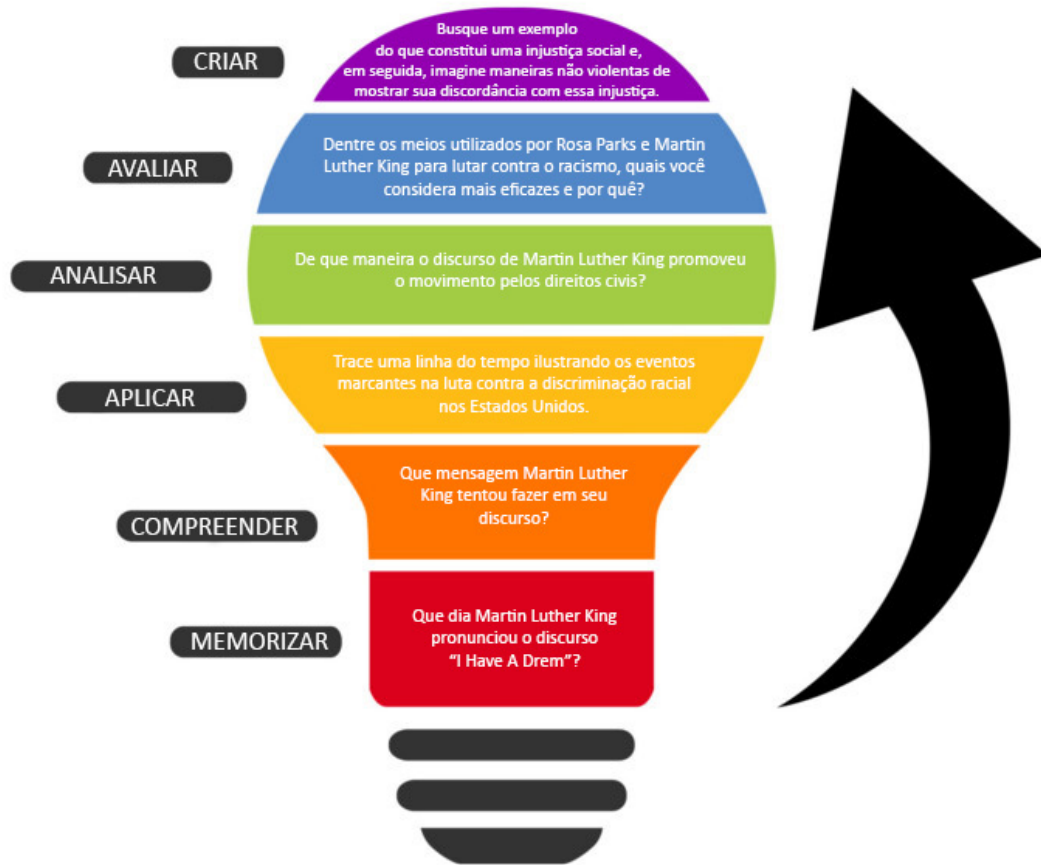 CRIAR
Busque um exemplo
do que constitui uma injustiça social e,
em seguida, imagine maneiras não violentas de
mostrar sua discordância com essa injustiça.
AVALIAR
Dentre os meios utilizados por Rosa Parks e Martin
Luther King para lutar contra o racismo, quais você
considera mais eficazes e por quê?
ANALISAR
De que maneira o discurso de Martin Luther King promoveu
o movimento pelos direitos civis?
APLICAR
Trace uma linha do tempo ilustrando os eventos
marcantes na luta contra a discriminação racial
nos Estados Unidos.
COMPREENDER
Que mensagem Martin Luther
King tentou fazer em seu
discurso?
MEMORIZAR
Que dia Martin Luther King
pronunciou o discurso
“I Have A Drem”?